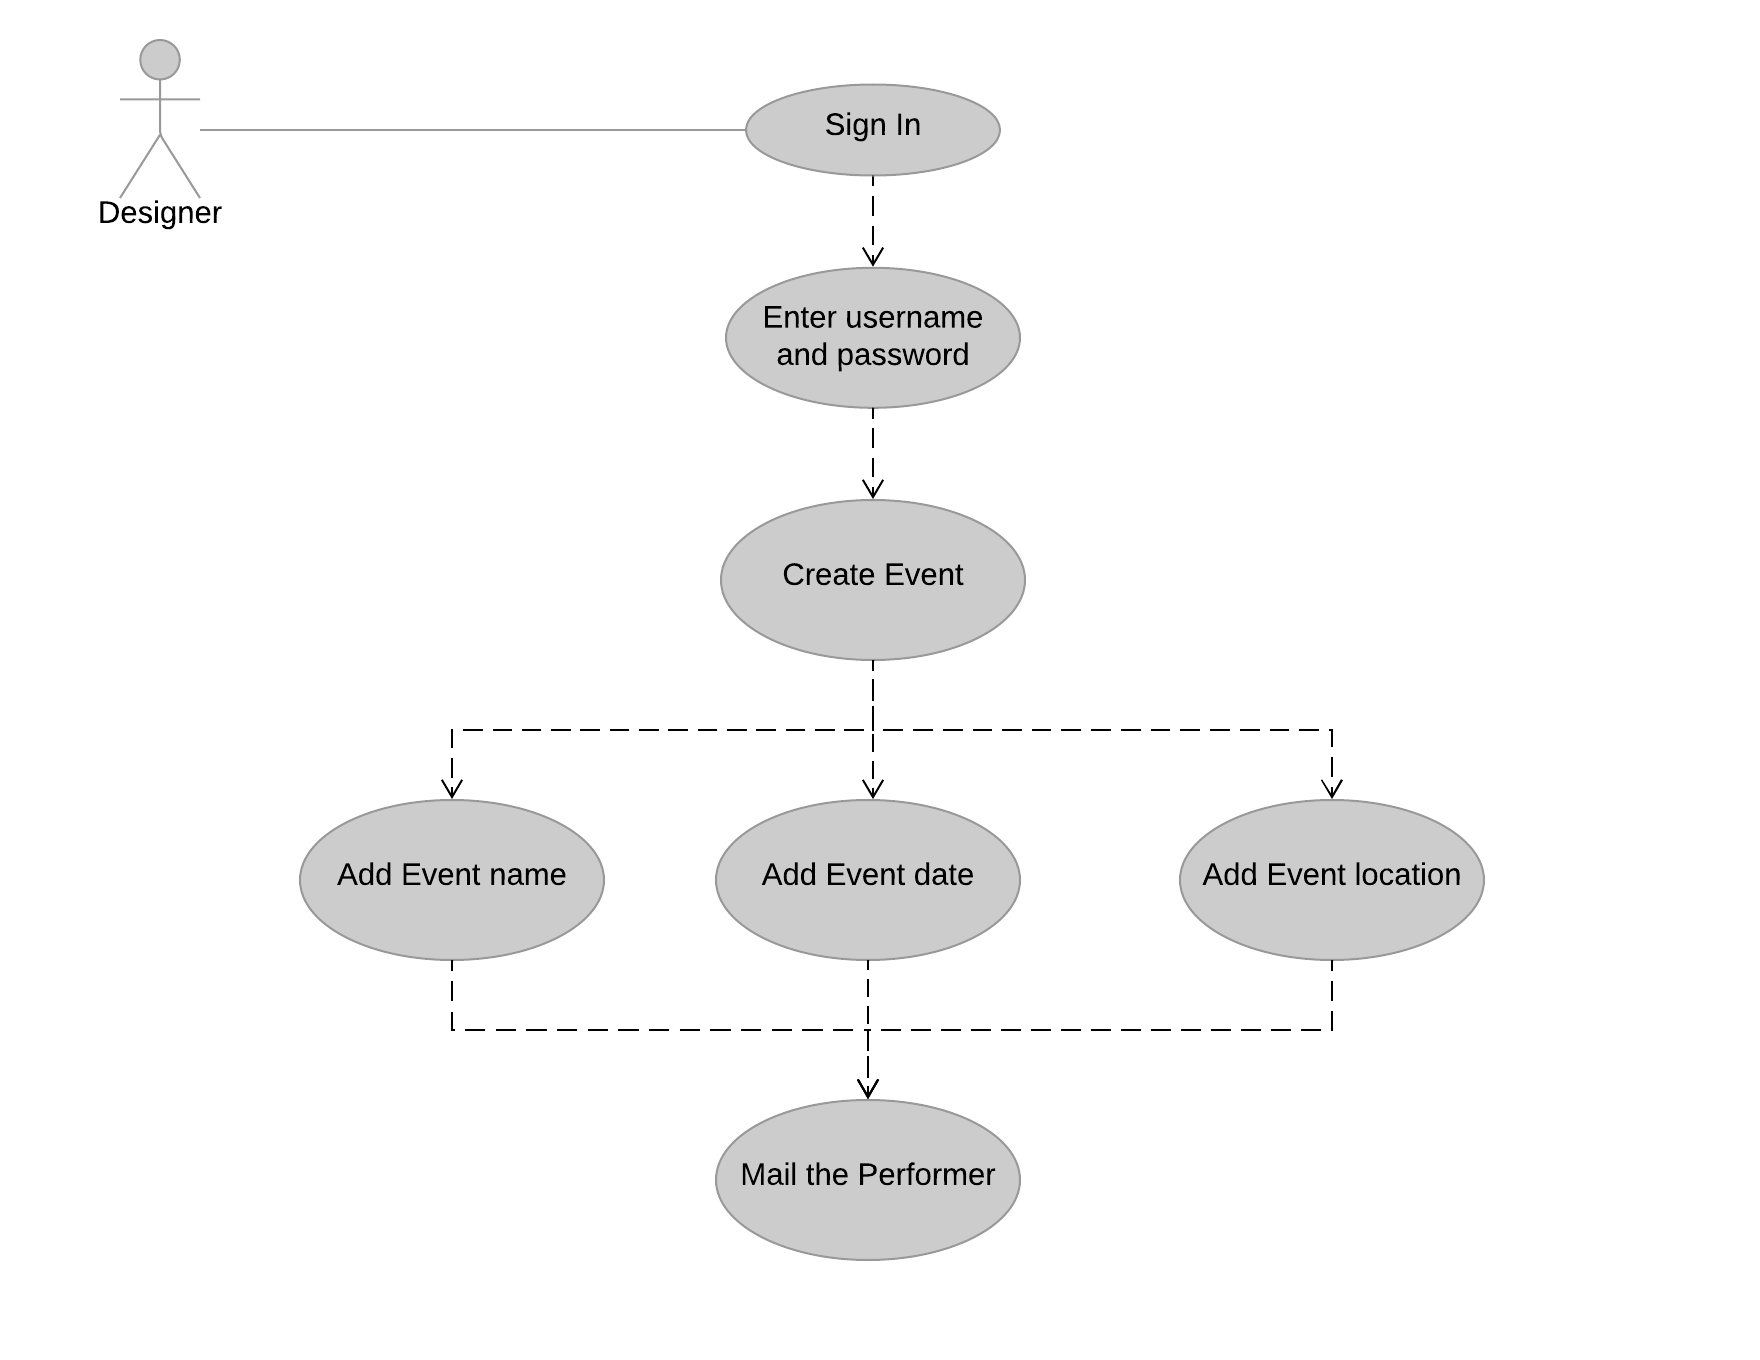 Designer
Sign In
Enter username
and password
Create Event
Add Event name
Add Event date
Add Event location
Mail the Performer